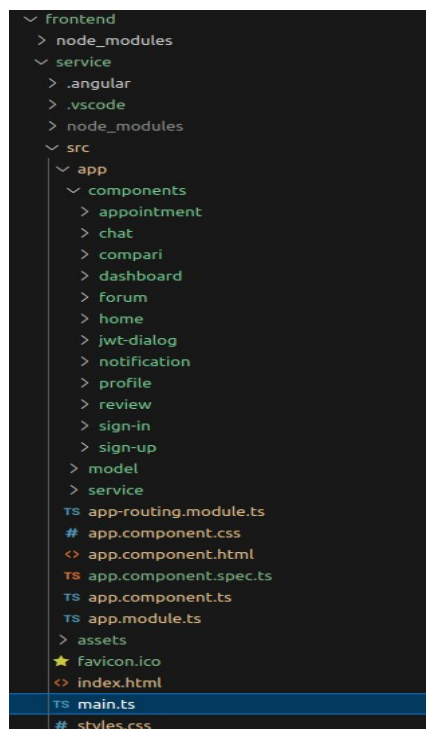 frontend
node_modules
service
.angular
.vscode
node_modules
src
app
components
appointment
chat
compari
dashboard
forum
home
jwt-dialog
notification
profile
review
sign-in
sign-up
model
service
TS app-routing.module.ts
# app.component.css
<> app.component.html
TS app.component.spec.ts
TS app.component.ts
TS app.module.ts
assets
favicon.ico
<> index.html
TS main.ts
# styles.css